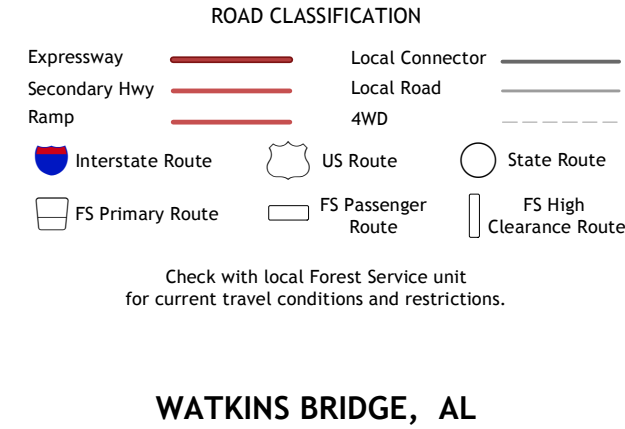 ROAD CLASSIFICATION
Expressway
Local Connector
Secondary Hwy
Local Road
Ramp
4WD
Interstate Route
US Route
State Route
FS Primary Route
FS Passenger
Route
FS High
Clearance Route
Check with local Forest Service unit
for current travel conditions and restrictions.
WATKINS BRIDGE, AL